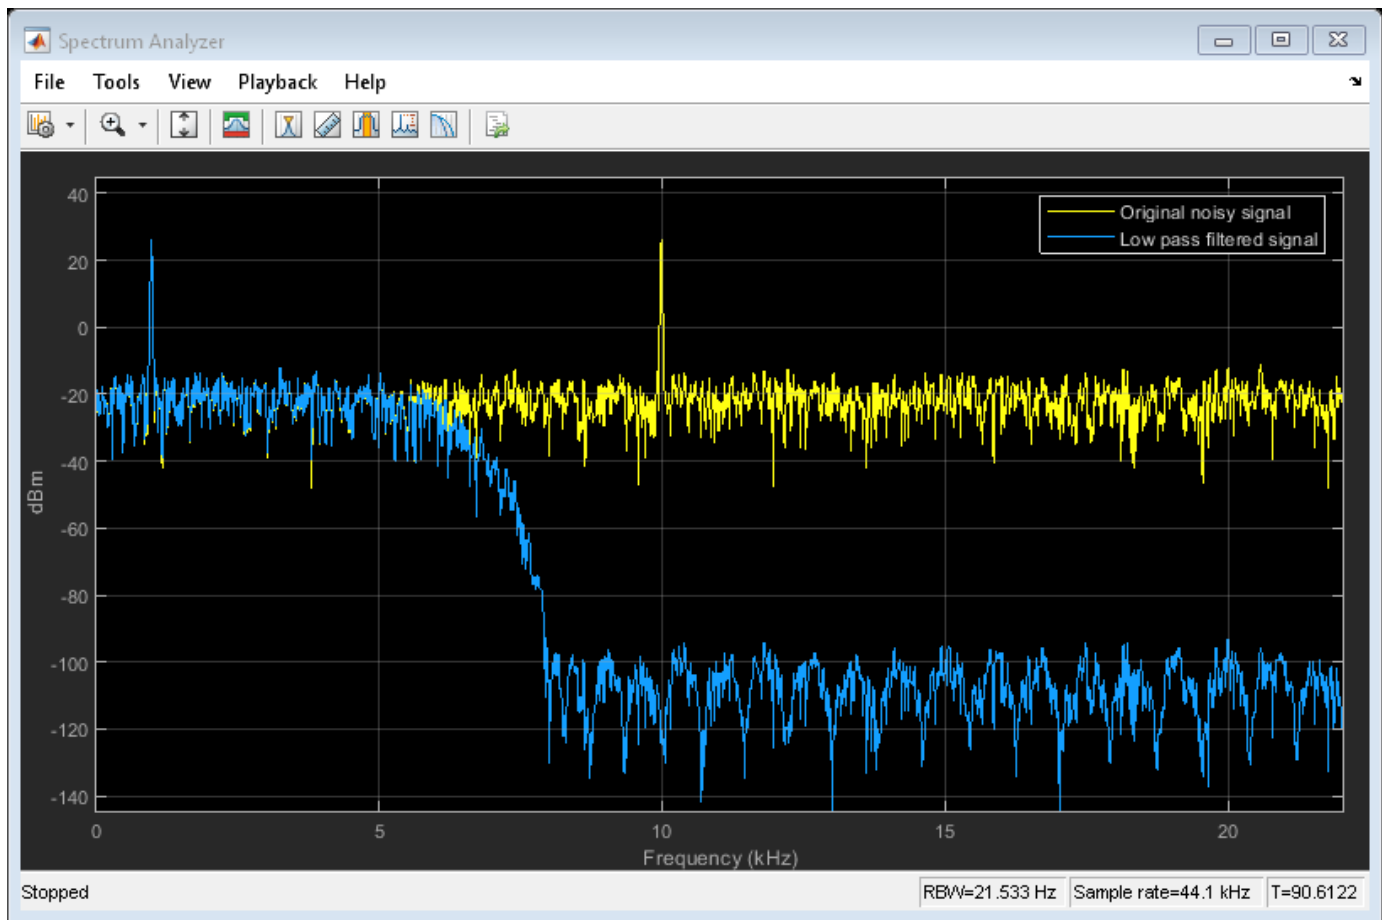 Spectrum Analyzer
File Tools View Playback Help
40
20
0
-20
-40
-60
-80
-100
-120
-140
dBm
Original noisy signal
Low pass filtered signal
0 5 10 15 20
Frequency (kHz)
Stopped RBW=21.533 Hz Sample rate=44.1 kHz T=90.6122